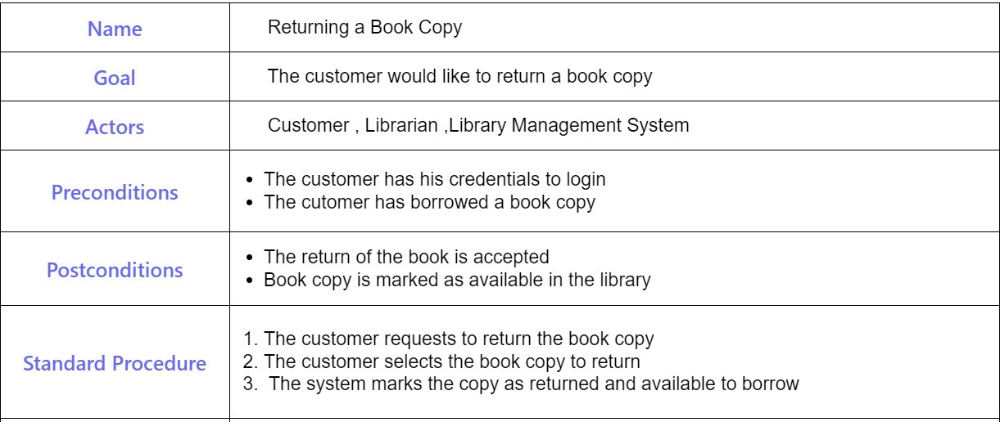 Name
Returning a Book Copy
Goal
The customer would like to return a book copy
Actors
Customer , Librarian ,Library Management System
Preconditions
• The customer has his credentials to login
• The cutomer has borrowed a book copy
Postconditions
• The return of the book is accepted
• Book copy is marked as available in the library
Standard Procedure
1. The customer requests to return the book copy
2. The customer selects the book copy to return
3. The system marks the copy as returned and available to borrow